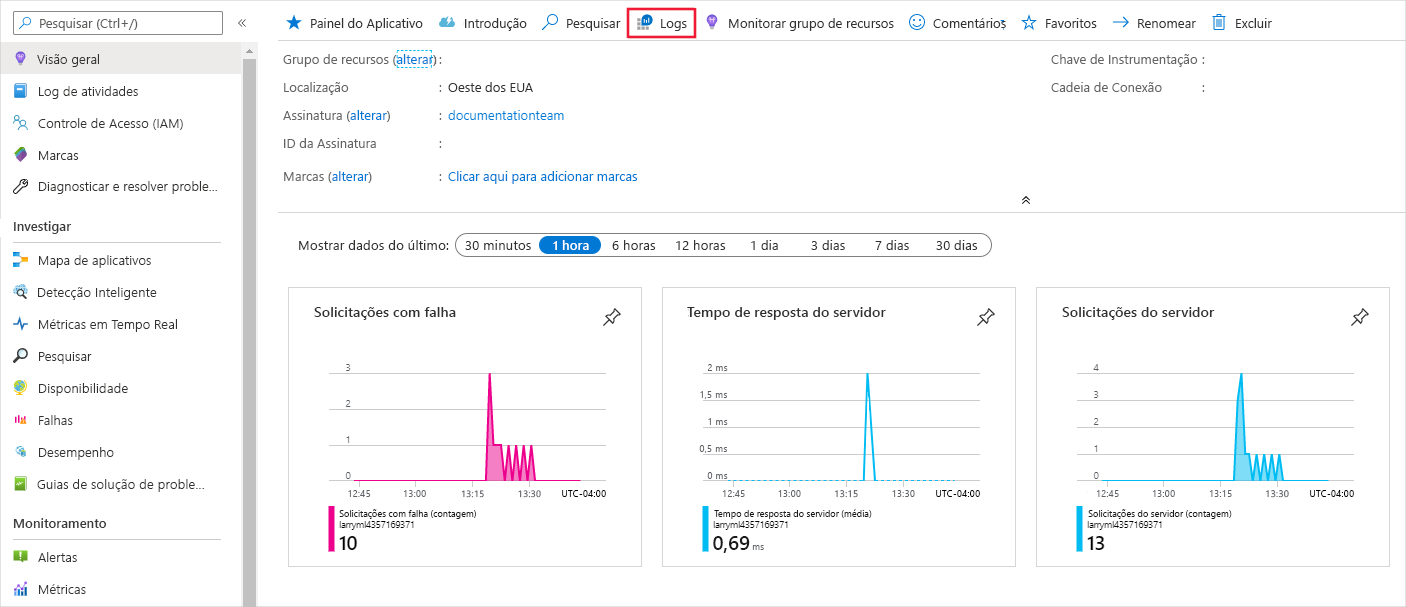 Pesquisar (Ctrl+/)
«
Visão geral
Log de atividades
Controle de Acesso (IAM)
Marcas
Diagnosticar e resolver proble...
Investigar
Mapa de aplicativos
Detecção Inteligente
Métricas em Tempo Real
Pesquisar
Disponibilidade
Falhas
Desempenho
Guias de solução de proble...
Monitoramento
Alertas
Métricas
Painel do Aplicativo Introdução Pesquisar Logs Monitorar grupo de recursos Comentários Favoritos Renomear Excluir
Grupo de recursos (alterar) :
Localização : Oeste dos EUA
Assinatura (alterar) : documentationteam
ID da Assinatura :
Marcas (alterar) : Clicar aqui para adicionar marcas
Chave de Instrumentação :
Cadeia de Conexão :
Mostrar dados do último: 30 minutos 1 hora 6 horas 12 horas 1 dia 3 dias 7 dias 30 dias
Solicitações com falha
3
2
1
0
12:45 13:00 13:15 13:30 UTC-04:00
Solicitações com falha (contagem)
larryml4357169371
10
Tempo de resposta do servidor
2 ms
1,5 ms
1 ms
0,5 ms
0 ms
12:45 13:00 13:15 13:30 UTC-04:00
Tempo de resposta do servidor (média)
larryml4357169371
0,69 ms
Solicitações do servidor
4
3
2
1
0
12:45 13:00 13:15 13:30 UTC-04:00
Solicitações do servidor (contagem)
larryml4357169371
13